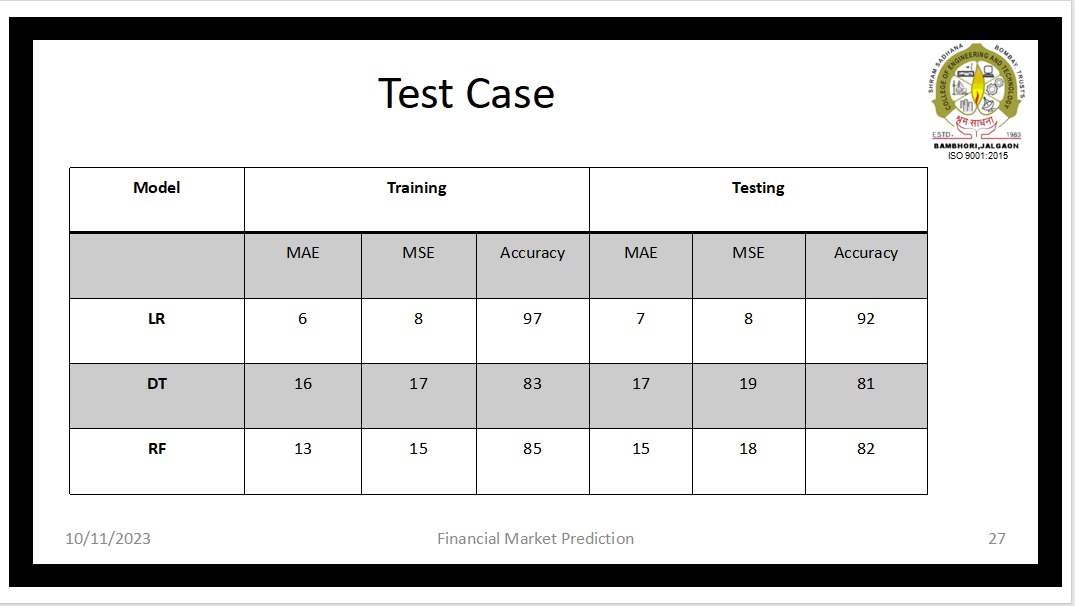 Test Case
SHRAM SADHANA BOMBAY, TRUST'S
COLLEGE OF ENGINEERING AND TECHNOLOGY
श्रम साधना
ESTD. 1983
BAMBHORI,JALGAON
ISO 9001:2015
Model Training Testing
MAE MSE Accuracy MAE MSE Accuracy
LR 6 8 97 7 8 92
DT 16 17 83 17 19 81
RF 13 15 85 15 18 82
10/11/2023 Financial Market Prediction 27